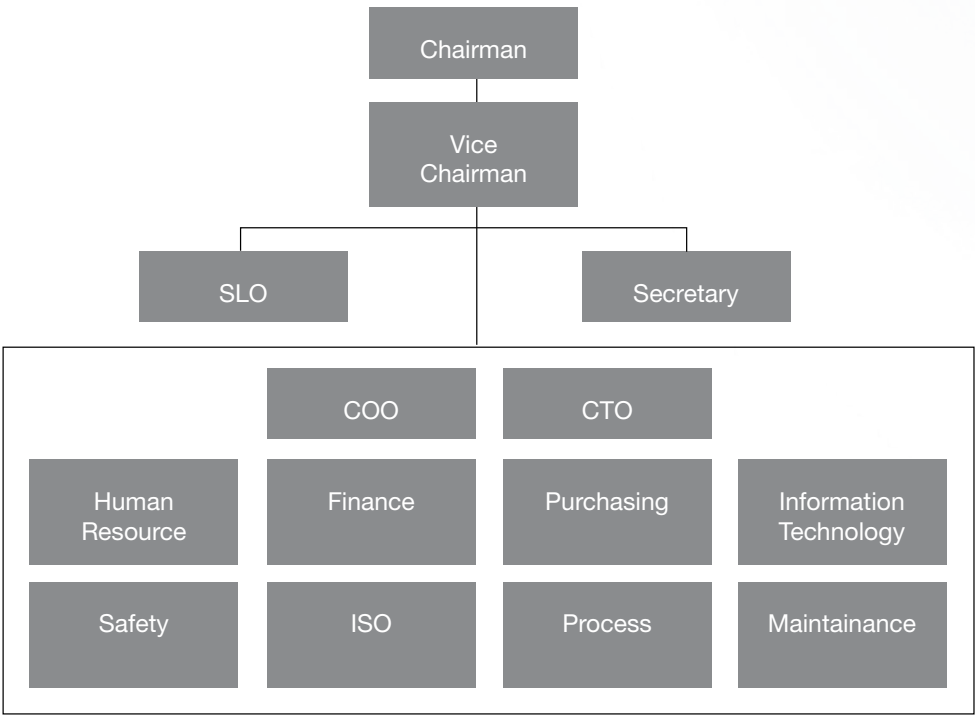 Chairman
Vice
Chairman
SLO
Secretary
COO
CTO
Human
Resource
Finance
Purchasing
Information
Technology
Safety
ISO
Process
Maintainance